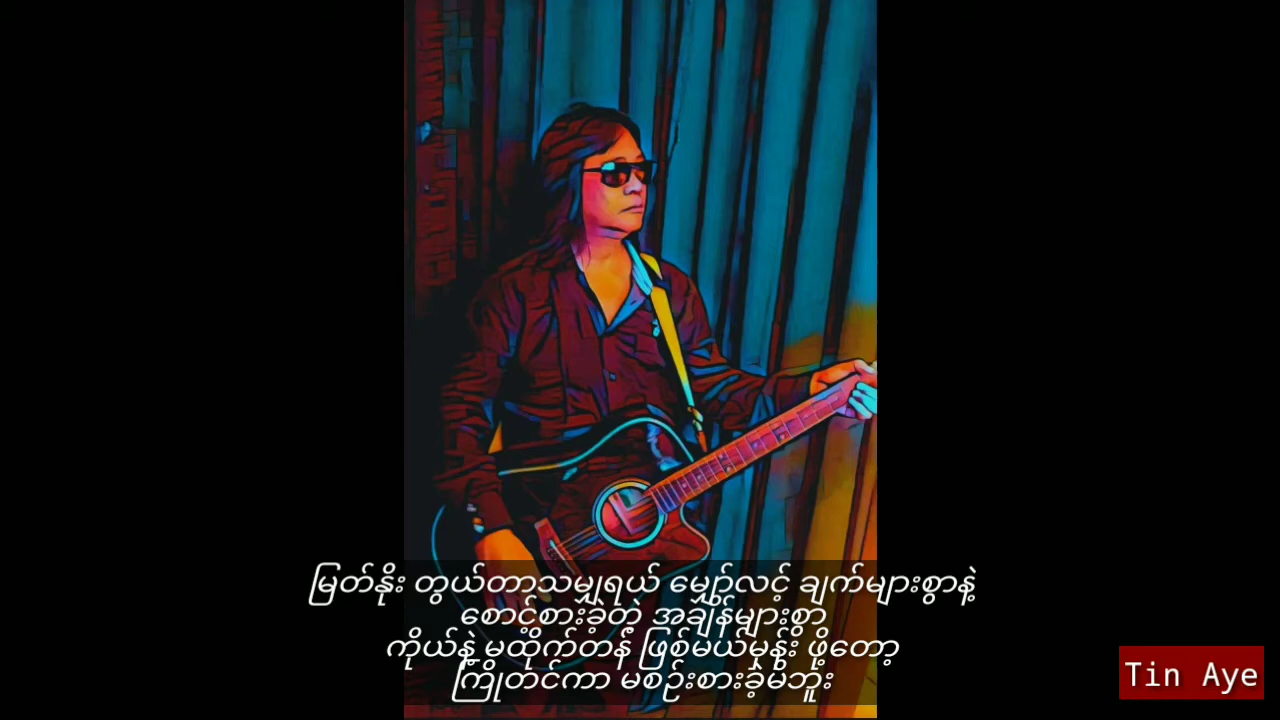 မြတ်နိုး တွယ်တာသမျှရယ် မျှော်လင့် ချက်များစွာနဲ့
စောင့်စားခဲ့တဲ့ အချိန်များစွာ
ကိုယ်နဲ့ မထိုက်တန် ဖြစ်မယ်မှန်း ဖို့တော့
ကြိုတင်ကာ မစဉ်းစားခဲ့မိဘူး
Tin Aye